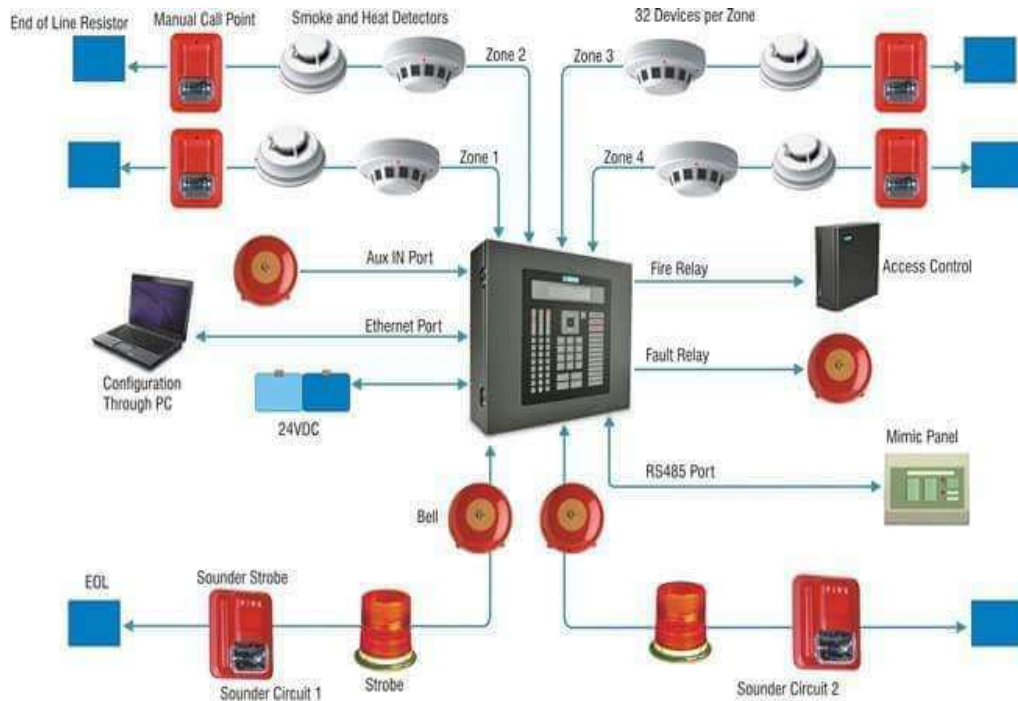 End of Line Resistor
Manual Call Point
Smoke and Heat Detectors
32 Devices per Zone
Zone 2
Zone 3
Zone 1
Zone 4
Aux IN Port
Fire Relay
Access Control
Ethernet Port
Configuration
Through PC
Fault Relay
24VDC
Mimic Panel
RS485 Port
Bell
EOL
Sounder Strobe
FIRE
Sounder Circuit 1
Strobe
Sounder Circuit 2